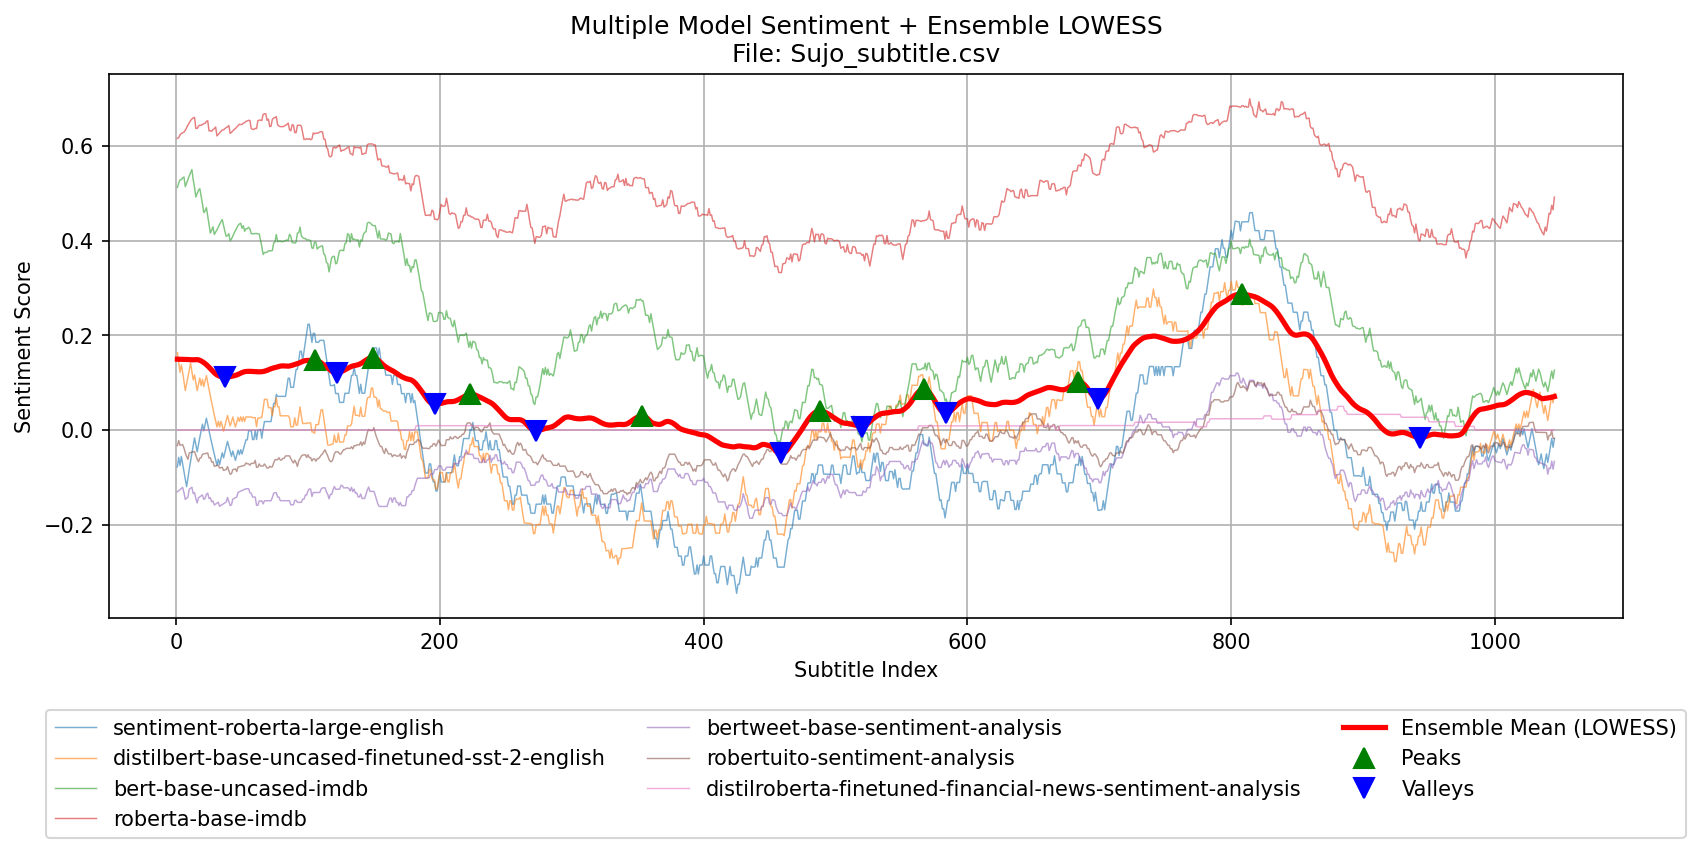 Multiple Model Sentiment + Ensemble LOWESS
File: Sujo_subtitle.csv
Sentiment Score
0.6
0.4
0.2
0.0
−0.2
0
200
400
600
800
1000
Subtitle Index
sentiment-roberta-large-english
distilbert-base-uncased-finetuned-sst-2-english
bert-base-uncased-imdb
roberta-base-imdb
bertweet-base-sentiment-analysis
robertuito-sentiment-analysis
distilroberta-finetuned-financial-news-sentiment-analysis
Ensemble Mean (LOWESS)
Peaks
Valleys